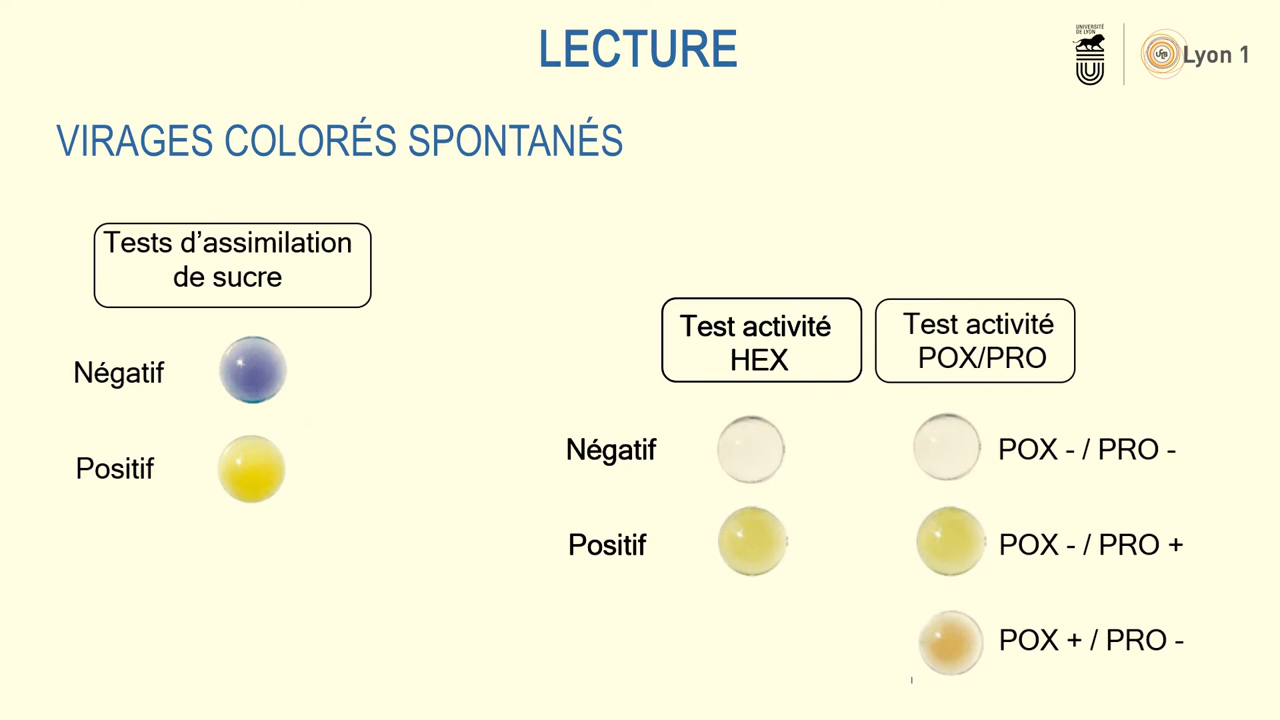 LECTURE
UNIVERSITÉ
DE LYON
Lyon 1
VIRAGES COLORÉS SPONTANÉS
Tests d’assimilation
de sucre
Négatif
Positif
Test activité
HEX
Test activité
POX/PRO
Négatif
POX - / PRO -
Positif
POX - / PRO +
POX + / PRO -